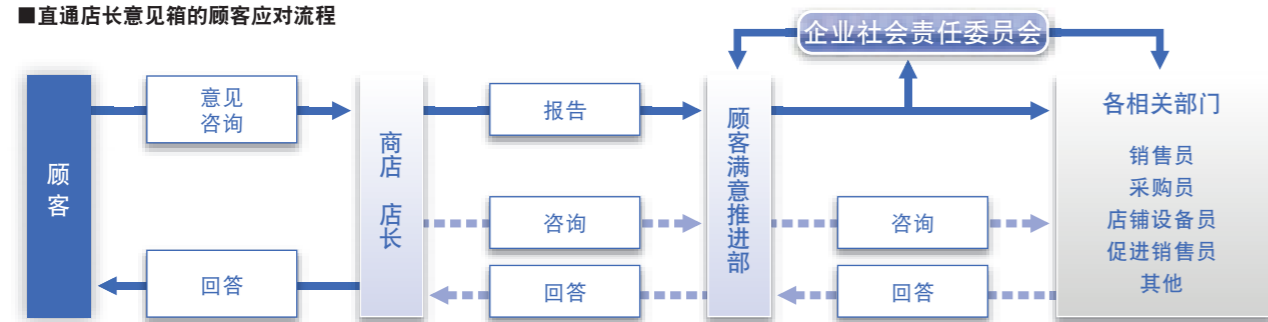 ■直通店长意见箱的顾客应对流程
企业社会责任委员会
顾客
意见
咨询
商店 店长
报告
顾客满意推进部
各相关部门
销售员
采购员
店铺设备员
促进销售员
其他
咨询
咨询
回答
回答
回答